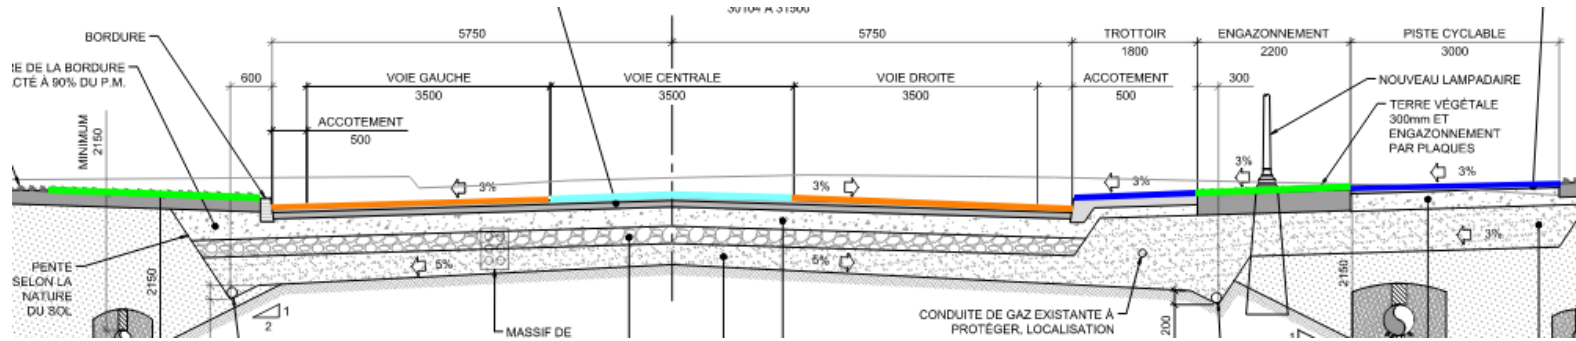 30104 À 31500
5750
5750
TROTTOIR
1800
ENGAZONNEMENT
2200
PISTE CYCLABLE
3000
BORDURE
RE DE LA BORDURE
CTÉ À 90% DU P.M.
600
VOIE GAUCHE
3500
VOIE CENTRALE
3500
VOIE DROITE
3500
ACCOTEMENT
500
300
NOUVEAU LAMPADAIRE
ACCOTEMENT
500
MINIMUM
2150
TERRE VÉGÉTALE
300mm ET
ENGAZONNEMENT
PAR PLAQUES
3%
3%
3%
3%
3%
3%
5%
5%
PENTE
SELON LA
NATURE
DU SOL
2150
2150
1
2
MASSIF DE
CONDUITE DE GAZ EXISTANTE À
PROTÉGER, LOCALISATION
200
1